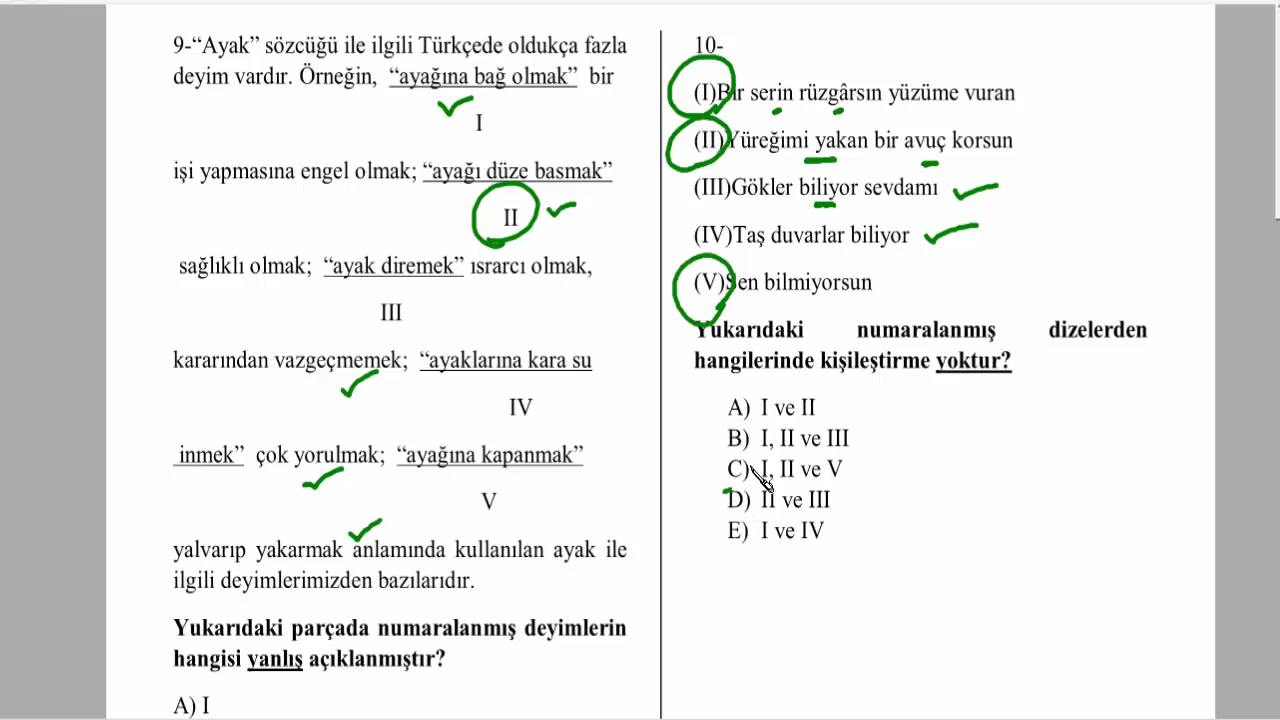 9-“Ayak” sözcüğü ile ilgili Türkçede oldukça fazla
deyim vardır. Örneğin, “ayağına bağ olmak” bir
I
işi yapmasına engel olmak; “ayağı düze basmak”
II
sağlıklı olmak; “ayak diremek” ısrarcı olmak,
III
kararından vazgeçmemek; “ayaklarına kara su
IV
inmek” çok yorulmak; “ayağına kapanmak”
V
yalvarıp yakarmak anlamında kullanılan ayak ile
ilgili deyimlerimizden bazılarıdır.
Yukarıdaki parçada numaralanmış deyimlerin
hangisi yanlış açıklanmıştır?
A) I
10-
(I)Bir serin rüzgârsın yüzüme vuran
(II)Yüreğimi yakan bir avuç korsun
(III)Gökler biliyor sevdamı
(IV)Taş duvarlar biliyor
(V)Sen bilmiyorsun
Yukarıdaki numaralanmış dizelerden
hangilerinde kişileştirme yoktur?
A) I ve II
B) I, II ve III
C) I, II ve V
D) II ve III
E) I ve IV